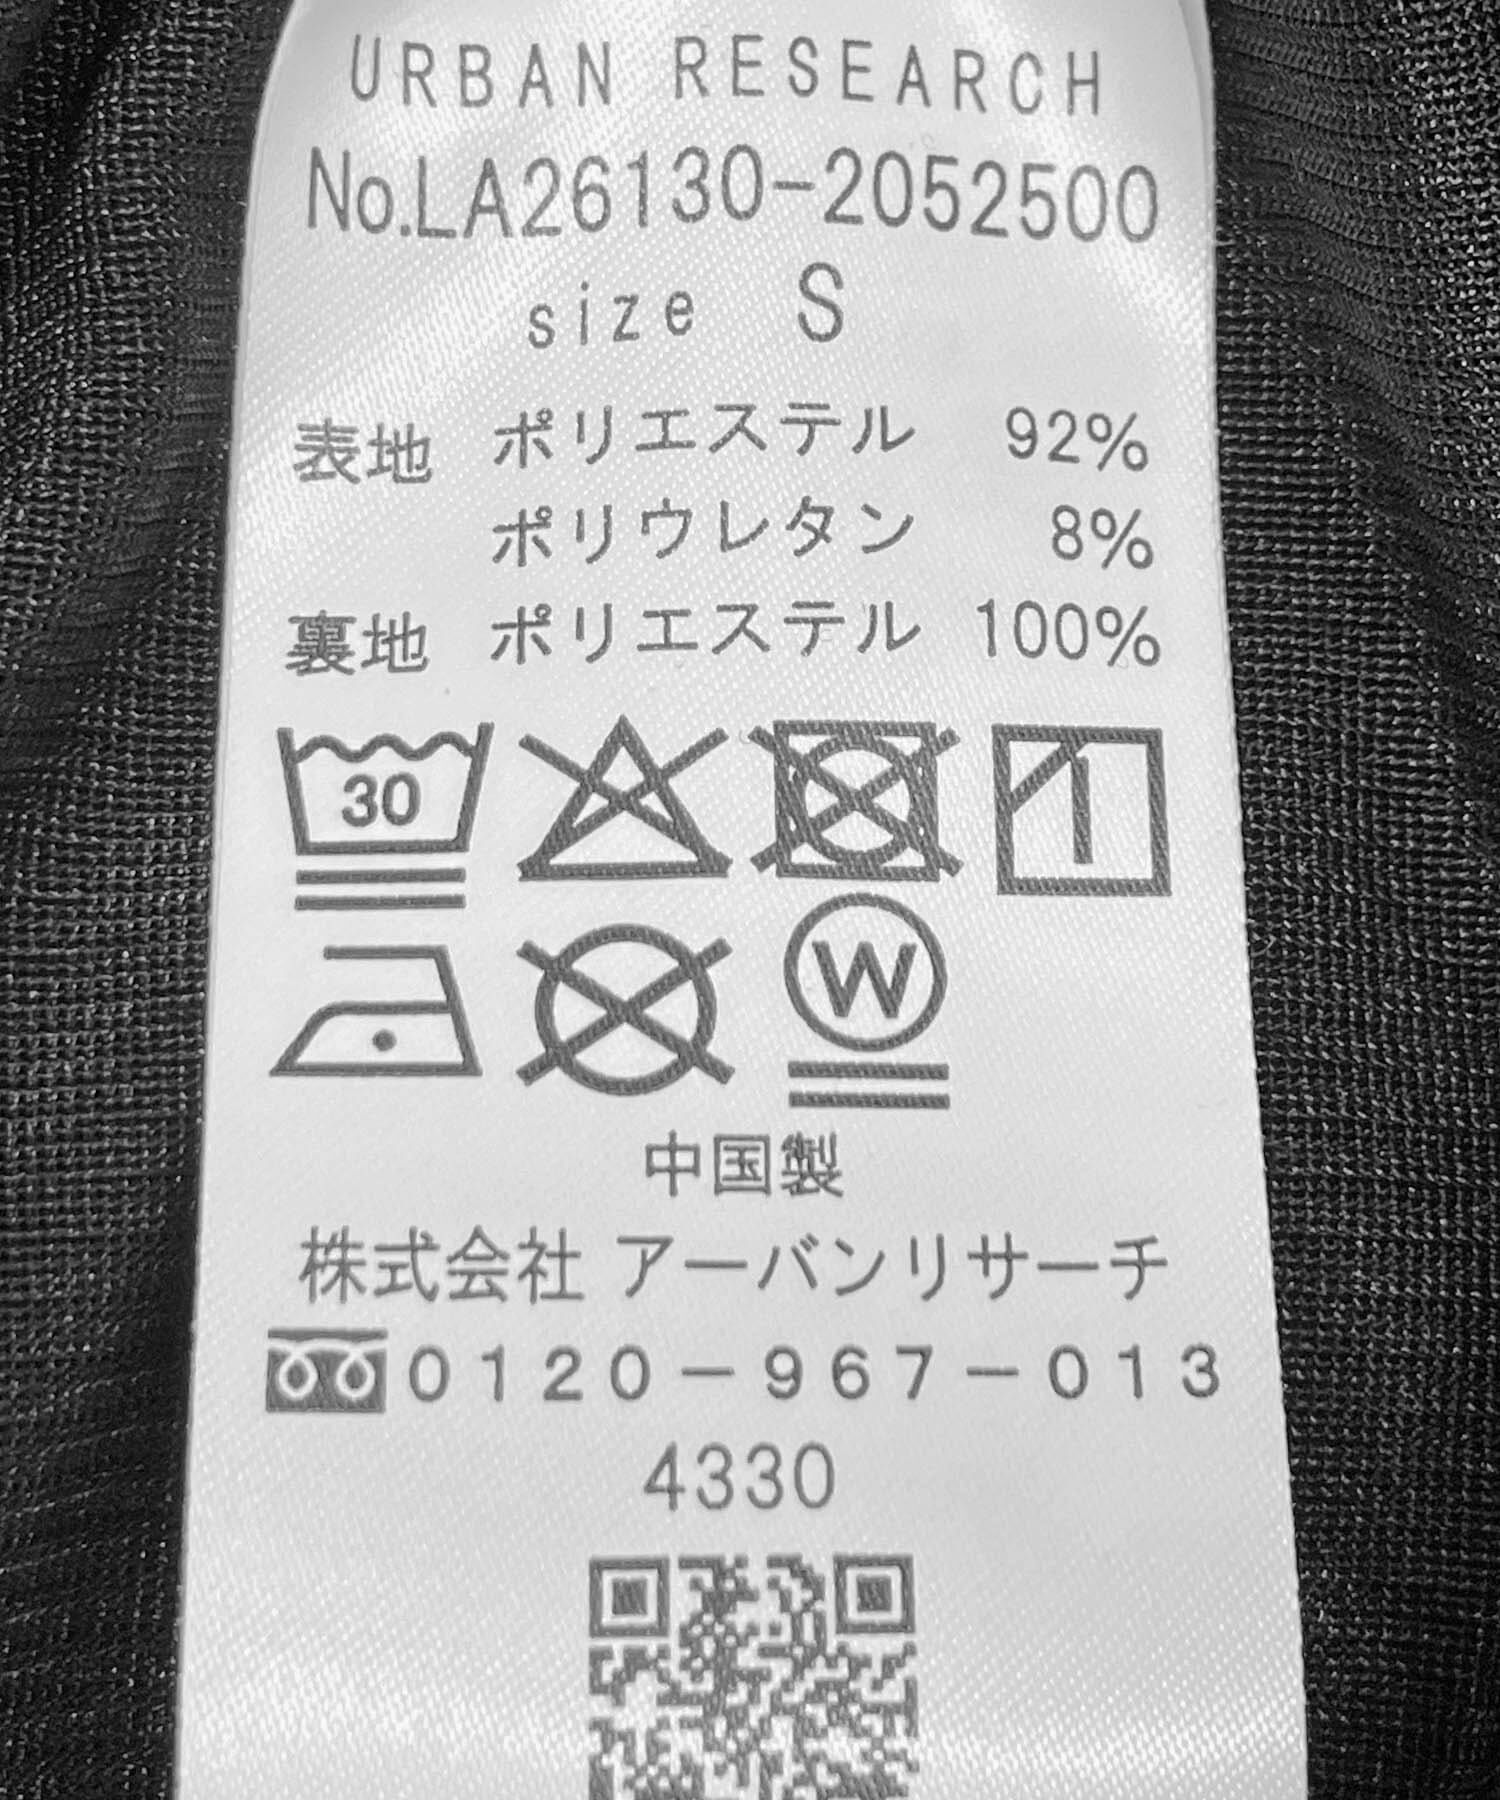 URBAN RESEARCH
No.LA26130-2052500
size S
表地 ポリエステル 92%
ポリウレタン 8%
裏地 ポリエステル 100%
30
W
中国製
株式会社 アーバンリサーチ
0120-967-013
4330